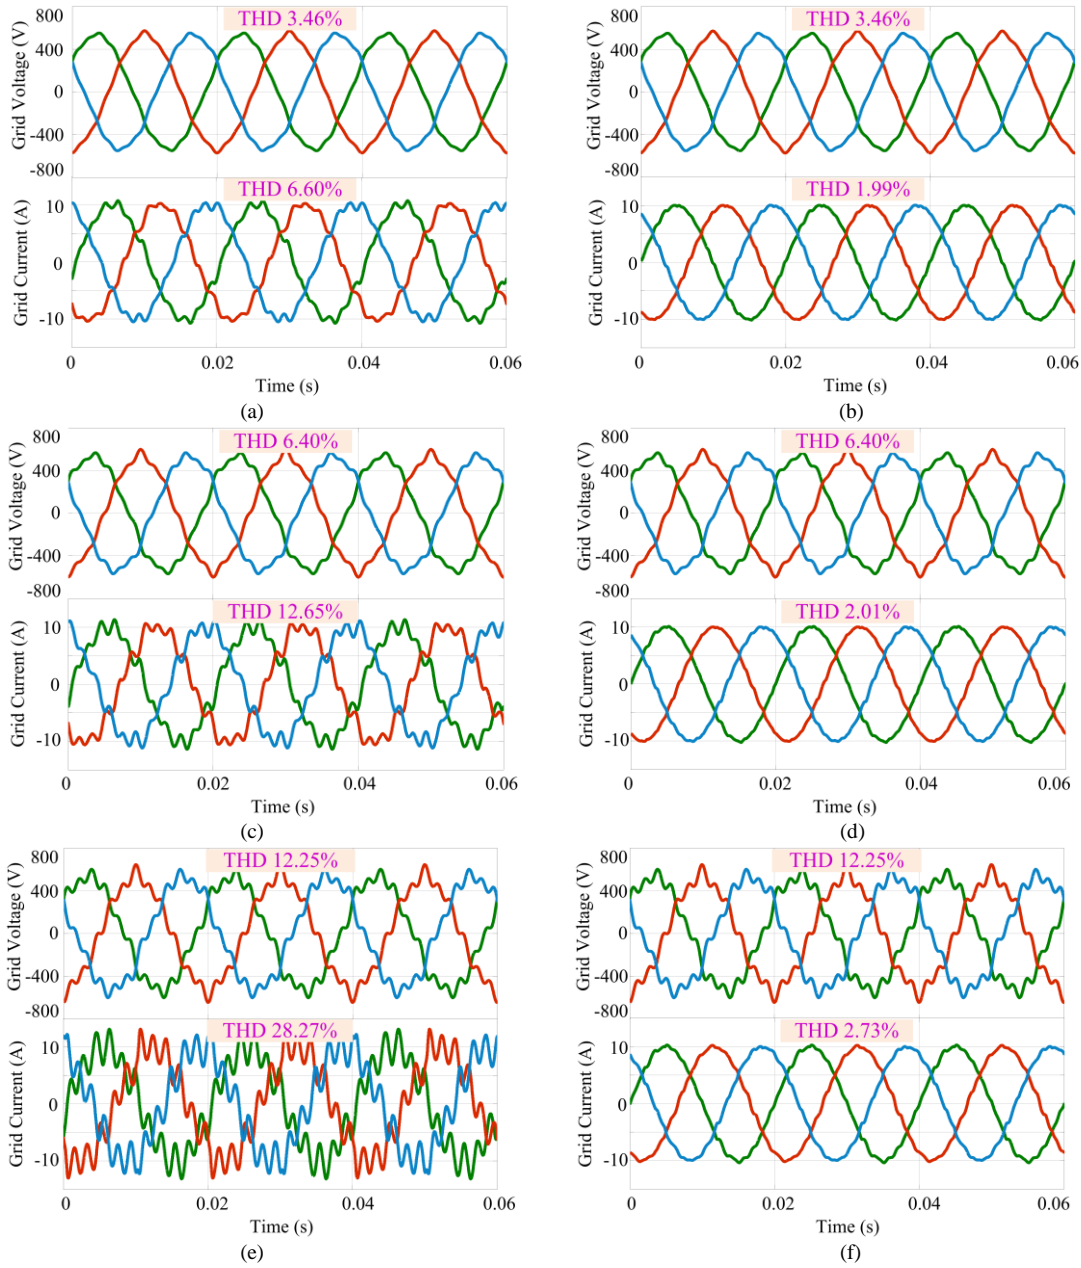 THD 3.46%
800
400
0
-400
-800
Grid Voltage (V)
THD 6.60%
10
0
-10
Grid Current (A)
0
0.02
0.04
0.06
Time (s)
(a)
THD 3.46%
800
400
0
-400
-800
Grid Voltage (V)
THD 1.99%
10
0
-10
Grid Current (A)
0
0.02
0.04
0.06
Time (s)
(b)
THD 6.40%
800
400
0
-400
-800
Grid Voltage (V)
THD 12.65%
10
0
-10
Grid Current (A)
0
0.02
0.04
0.06
Time (s)
(c)
THD 6.40%
800
400
0
-400
-800
Grid Voltage (V)
THD 2.01%
10
0
-10
Grid Current (A)
0
0.02
0.04
0.06
Time (s)
(d)
THD 12.25%
800
400
0
-400
-800
Grid Voltage (V)
THD 28.27%
10
0
-10
Grid Current (A)
0
0.02
0.04
0.06
Time (s)
(e)
THD 12.25%
800
400
0
-400
-800
Grid Voltage (V)
THD 2.73%
10
0
-10
Grid Current (A)
0
0.02
0.04
0.06
Time (s)
(f)